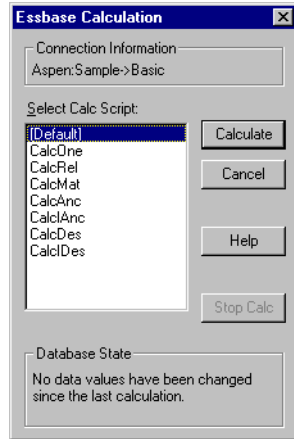 Essbase Calculation
Connection Information
Aspen:Sample->Basic
Select Calc Script:
(Default)
CalcOne
CalcRel
CalcMat
CalcAnc
CalcIAnc
CalcDes
CalcIDes
Calculate
Cancel
Help
Stop Calc
Database State
No data values have been changed
since the last calculation.